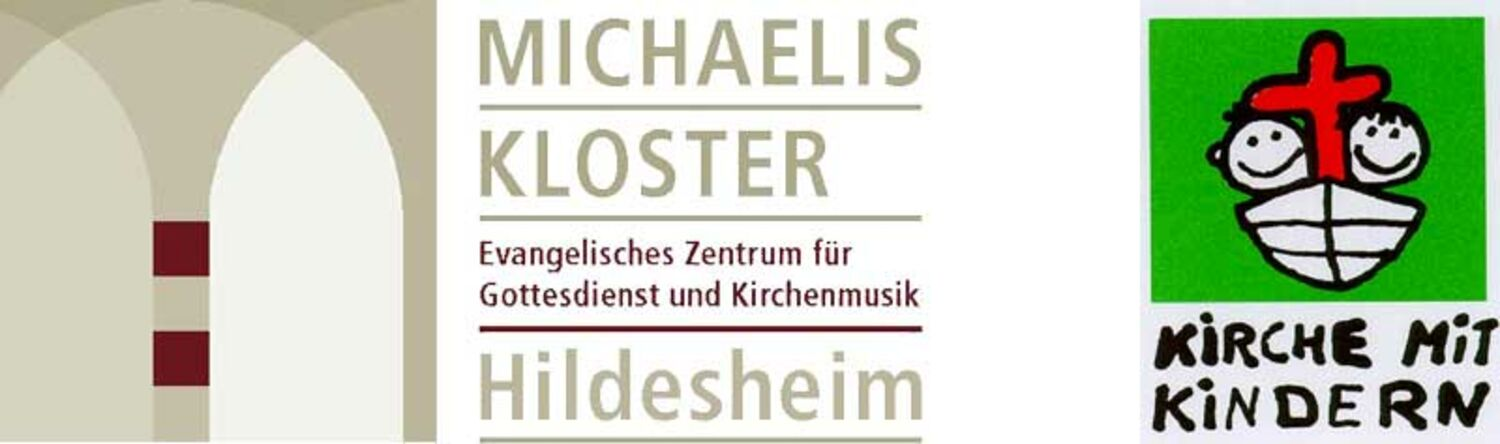 MICHAELIS
KLOSTER
Evangelisches Zentrum für
Gottesdienst und Kirchenmusik
Hildesheim
KiRCHE MiT
KiNDERN